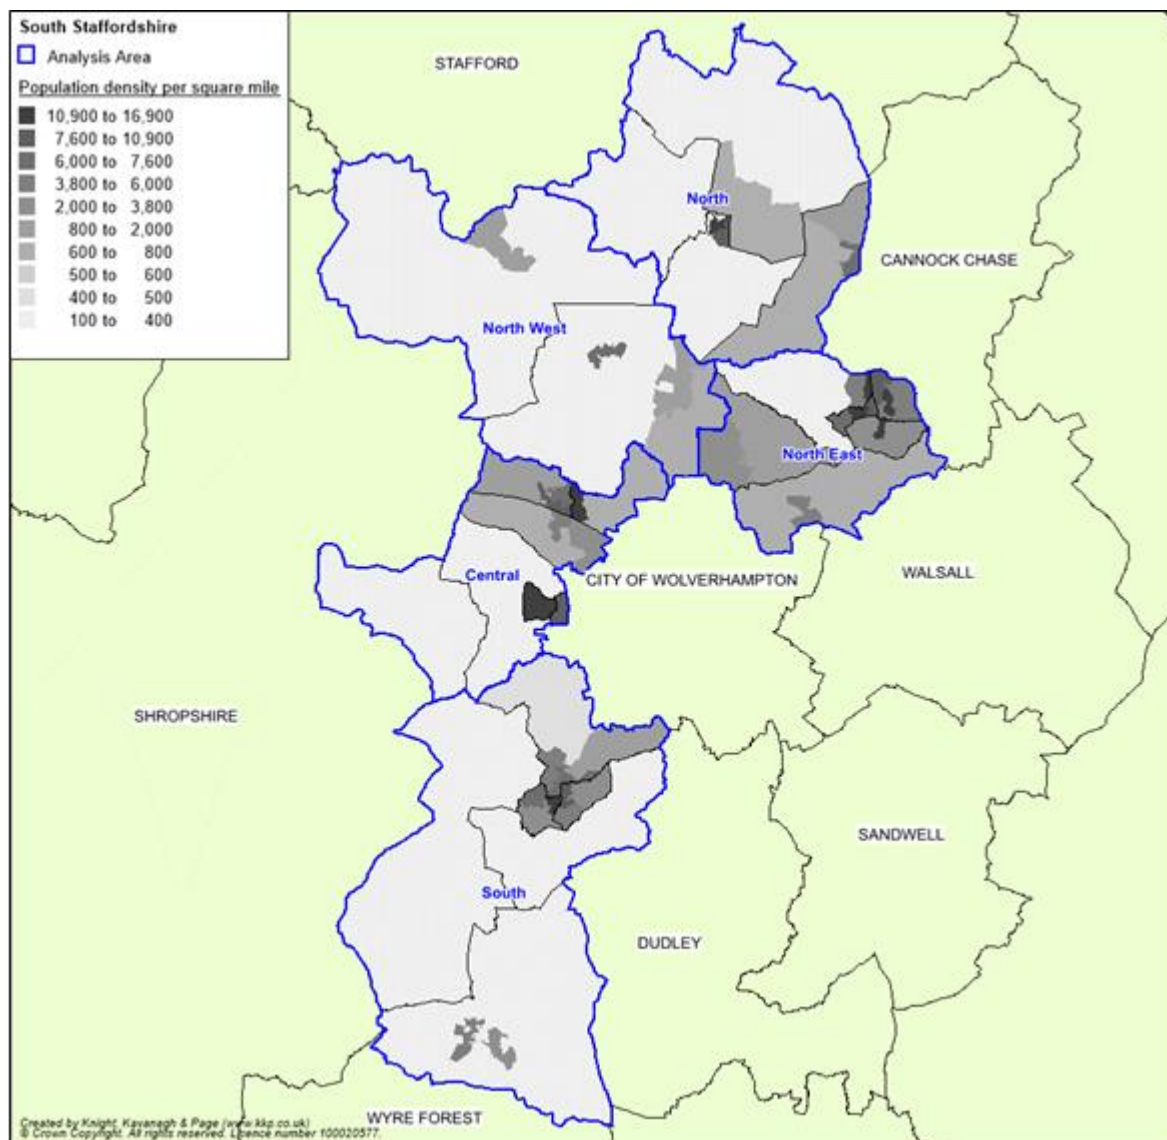 South Staffordshire
Analysis Area
Population density per square mile
10,900 to 16,900
7,600 to 10,900
6,000 to 7,600
3,800 to 6,000
2,000 to 3,800
800 to 2,000
600 to 800
500 to 600
400 to 500
100 to 400
STAFFORD
North
CANNOCK CHASE
North West
North East
Central
CITY OF WOLVERHAMPTON
WALSALL
SHROPSHIRE
SANDWELL
South
DUDLEY
WYRE FOREST
Created by Knight, Kavanagh & Page (www.kkp.co.uk)
© Crown Copyright. All rights reserved. Licence number 100020577.